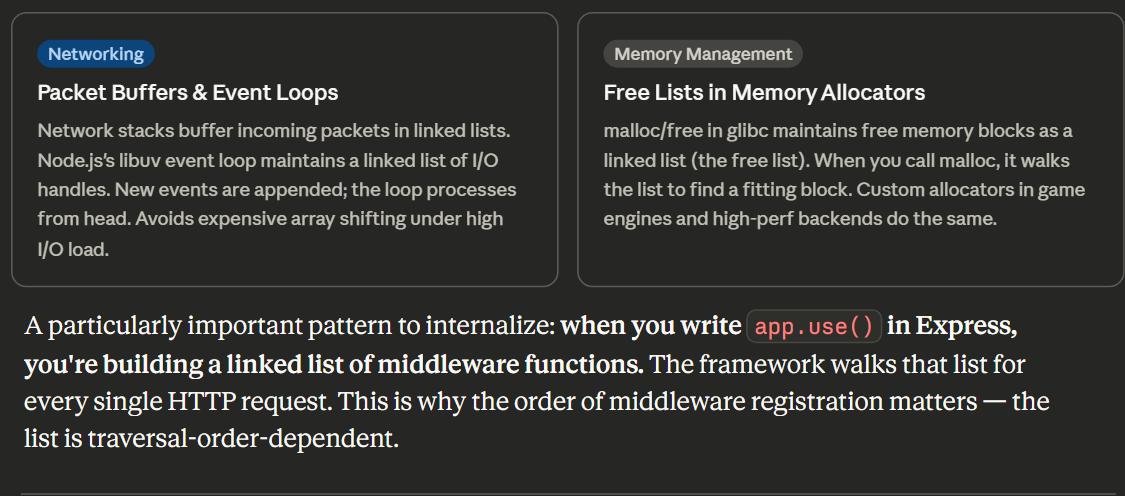 Networking
Packet Buffers & Event Loops
Network stacks buffer incoming packets in linked lists.
Node.js's libuv event loop maintains a linked list of I/O
handles. New events are appended; the loop processes
from head. Avoids expensive array shifting under high
I/O load.
Memory Management
Free Lists in Memory Allocators
malloc/free in glibc maintains free memory blocks as a
linked list (the free list). When you call malloc, it walks
the list to find a fitting block. Custom allocators in game
engines and high-perf backends do the same.
A particularly important pattern to internalize: when you write app.use() in Express,
you're building a linked list of middleware functions. The framework walks that list for
every single HTTP request. This is why the order of middleware registration matters — the
list is traversal-order-dependent.